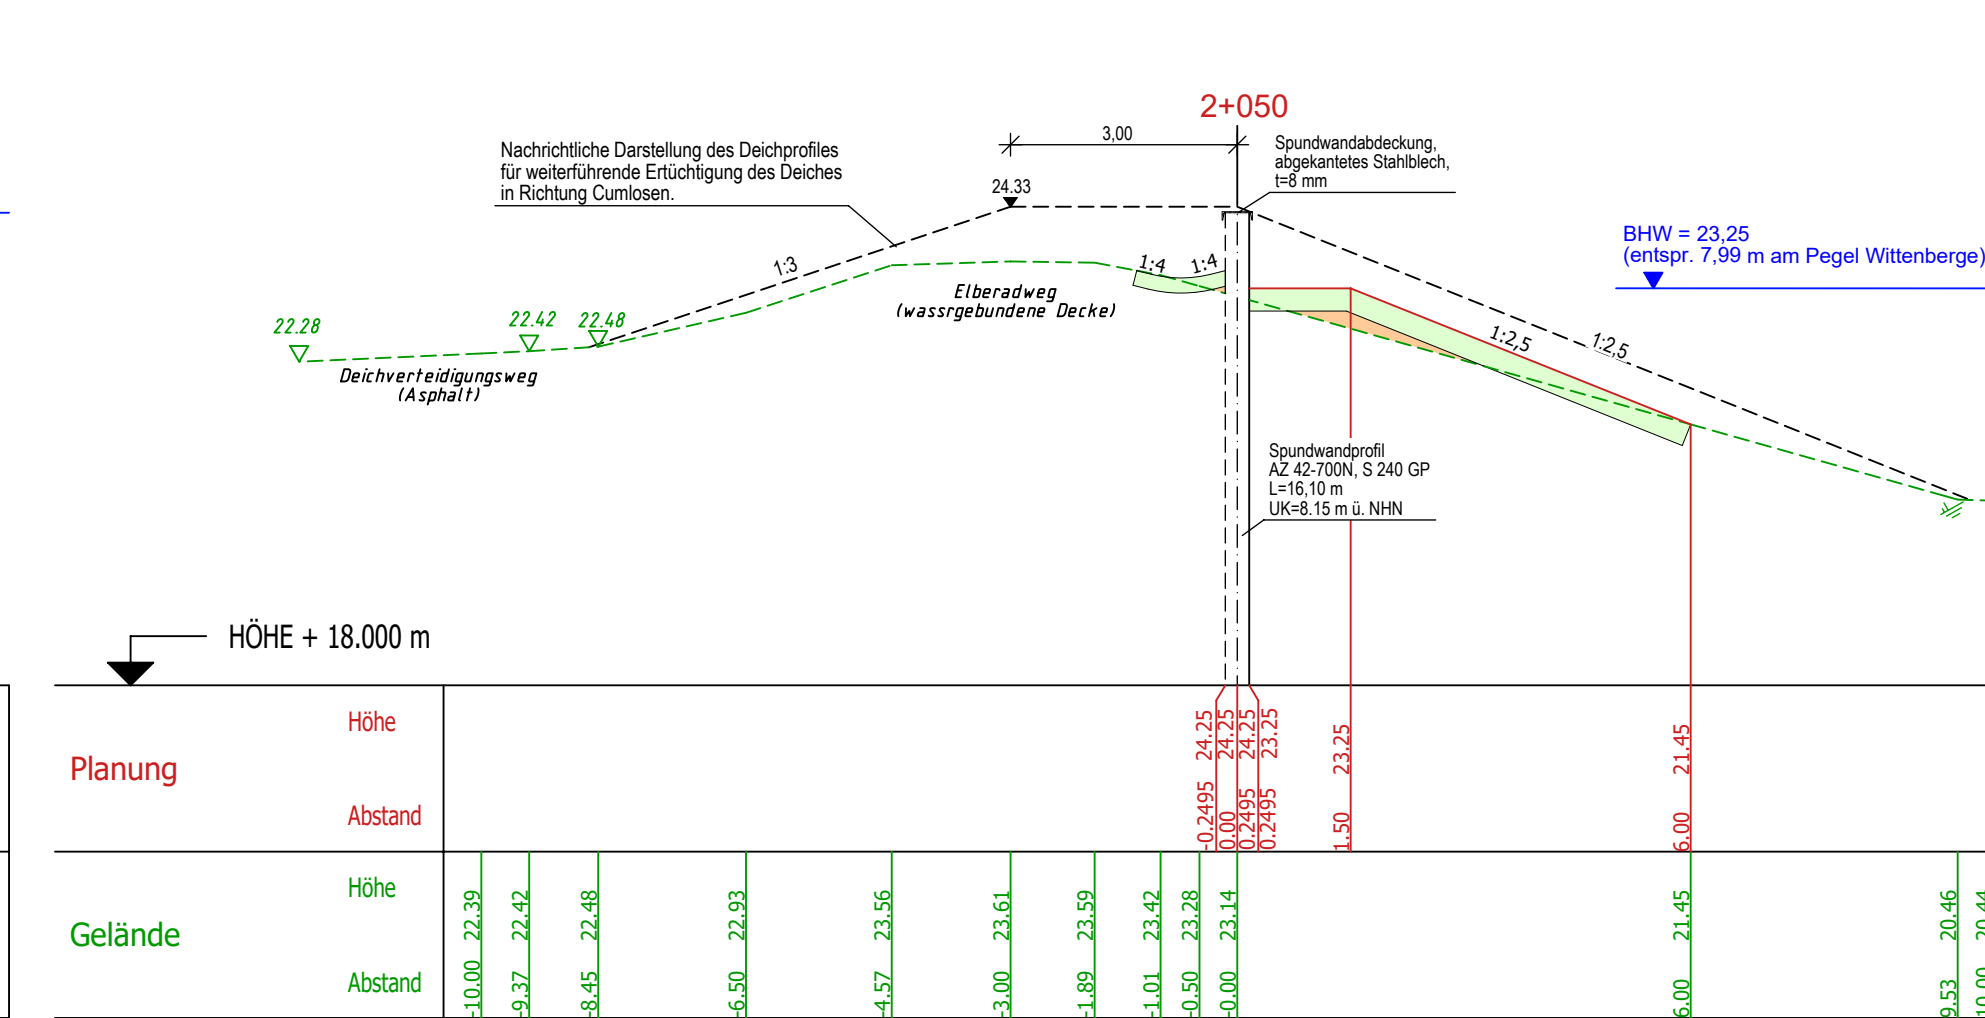 2+050
3,00
Nachrichtliche Darstellung des Deichprofiles
für weiterführende Ertüchtigung des Deiches
in Richtung Cumlosen.
Spundwandabdeckung,
abgekantetes Stahlblech,
t=8 mm
24.33
BHW = 23,25
(entspr. 7,99 m am Pegel Wittenberge)
1:3
1:4
1:4
Elberadweg
(wassrgebundene Decke)
22.28
22.42
22.48
1:2,5
1:2,5
Deichverteidigungsweg
(Asphalt)
Spundwandprofil
AZ 42-700N, S 240 GP
L=16,10 m
UK=8.15 m ü. NHN
HÖHE + 18.000 m
Planung
Höhe
24.25
24.25
24.25
23.25
23.25
21.45
Abstand
-0.2495
0.00
0.2495
0.2495
1.50
6.00
Gelände
Höhe
22.39
22.42
22.48
22.93
23.56
23.61
23.59
23.42
23.28
23.14
21.45
20.46
20.44
Abstand
-10.00
-9.37
-8.45
-6.50
-4.57
-3.00
-1.89
-1.01
-0.50
-0.00
6.00
9.53
10.00